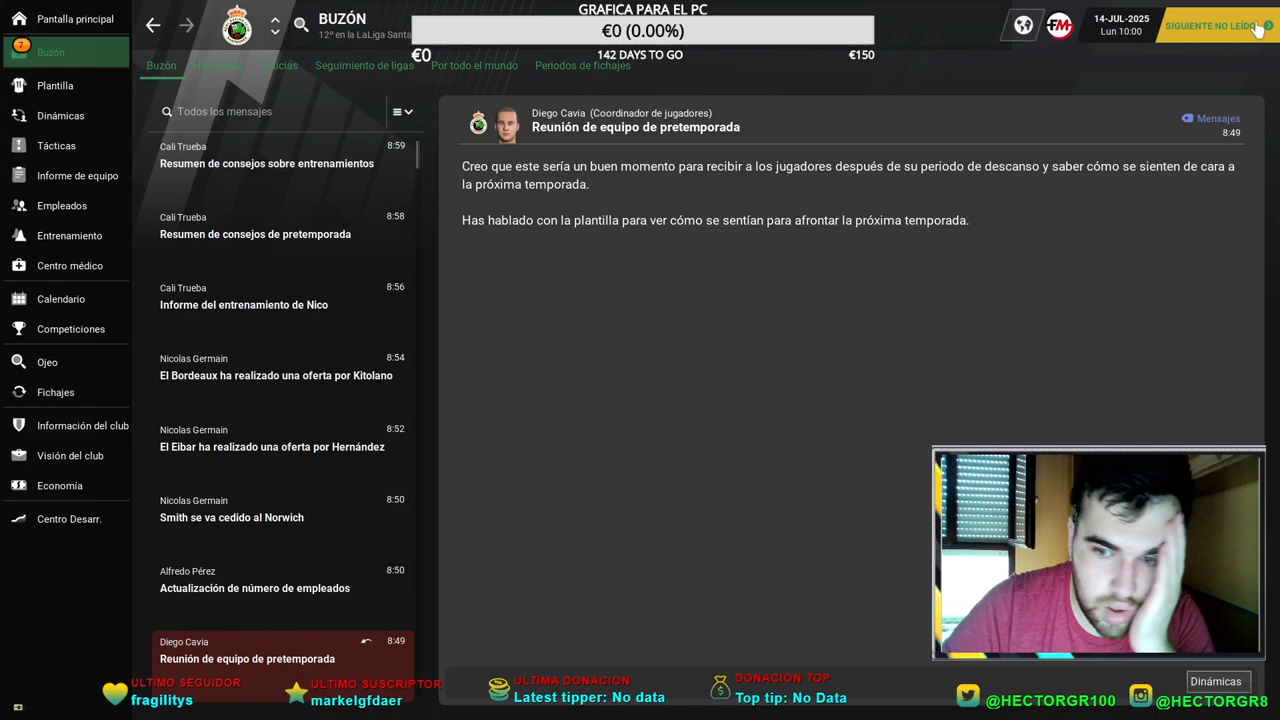 Pantalla principal
7
Buzón
Plantilla
Dinámicas
Tácticas
Informe de equipo
Empleados
Entrenamiento
Centro médico
Calendario
Competiciones
Ojeo
Fichajes
Información del club
Visión del club
Economía
Centro Desarr.
BUZÓN
12º en la LaLiga Santa
GRAFICA PARA EL PC
€0 (0.00%)
€0
142 DAYS TO GO
€150
FM
14-JUL-2025
Lun 10:00
SIGUIENTE NO LEÍDO
Buzón
Noticias
Seguimiento de ligas
Por todo el mundo
Periodos de fichajes
Todos los mensajes
Cali Trueba 8:59
Resumen de consejos sobre entrenamientos
Cali Trueba 8:58
Resumen de consejos de pretemporada
Cali Trueba 8:56
Informe del entrenamiento de Nico
Nicolas Germain 8:54
El Bordeaux ha realizado una oferta por Kitolano
Nicolas Germain 8:52
El Eibar ha realizado una oferta por Hernández
Nicolas Germain 8:50
Smith se va cedido al Norwich
Alfredo Pérez 8:50
Actualización de número de empleados
Diego Cavia 8:49
Reunión de equipo de pretemporada
Diego Cavia (Coordinador de jugadores)
Reunión de equipo de pretemporada
Mensajes
8:49
Creo que este sería un buen momento para recibir a los jugadores después de su periodo de descanso y saber cómo se sienten de cara a
la próxima temporada.
Has hablado con la plantilla para ver cómo se sentían para afrontar la próxima temporada.
Dinámicas
ULTIMO SEGUIDOR
fragilitys
ULTIMO SUSCRIPTOR
markelgfdaer
ULTIMA DONACION
Latest tipper: No data
DONACION TOP
Top tip: No Data
@HECTORGR100
@HECTORGR8